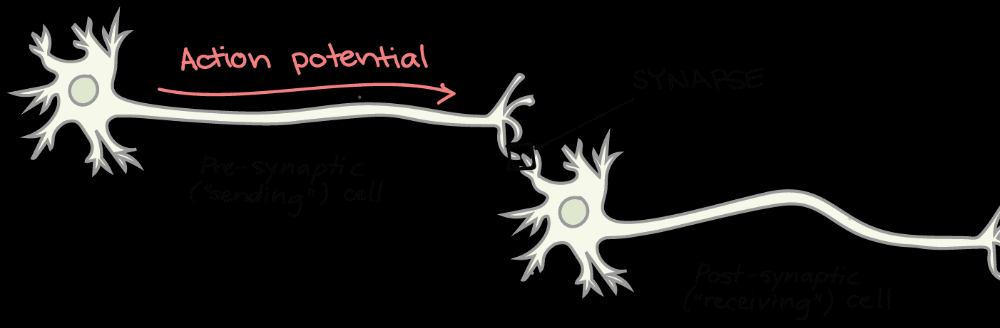 Action potential
SYNAPSE
Pre-synaptic
("sending") cell
Post-synaptic
("receiving") cell